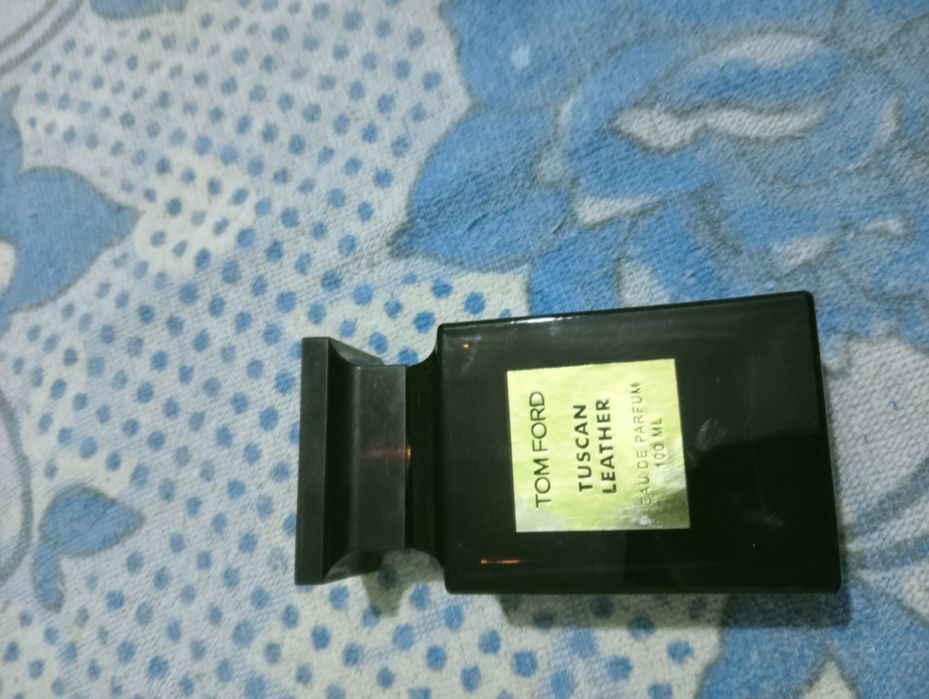 TOM FORD
TUSCAN
LEATHER
EAU DE PARFUM
100 ML